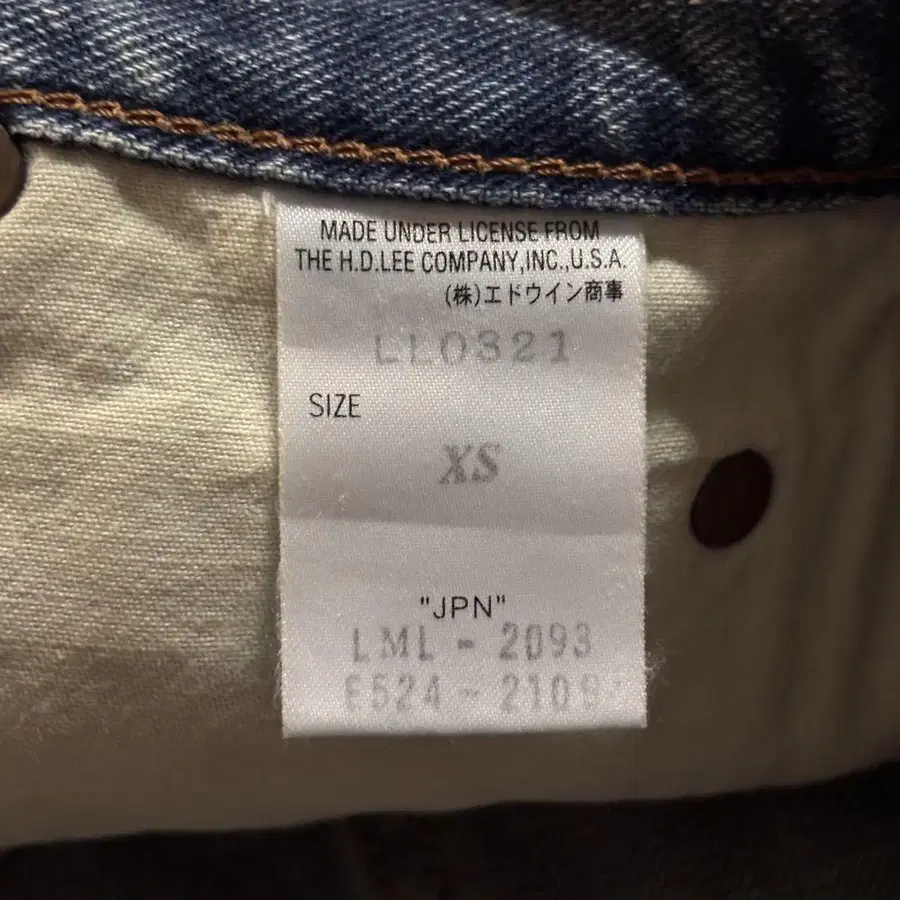 MADE UNDER LICENSE FROM
THE H.D.LEE COMPANY,INC.,U.S.A.
(株)エドウイン商事
LL0321
SIZE
XS
"JPN"
LML - 2093